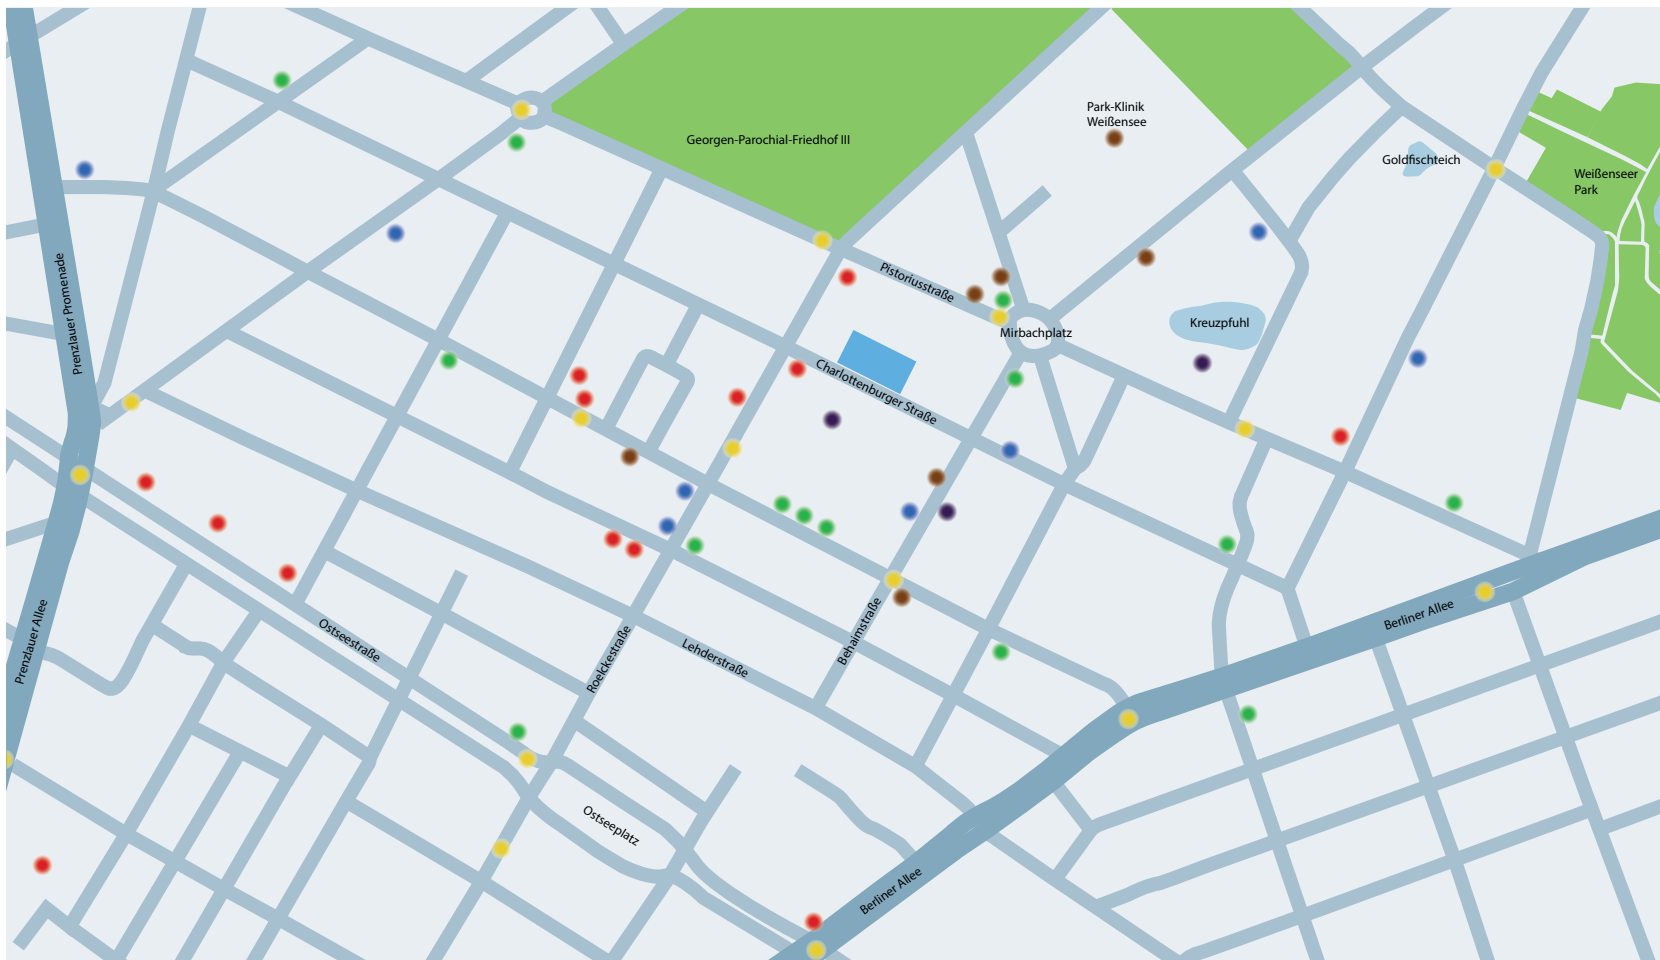 Park-Klinik
Weißensee
Georgen-Parochial-Friedhof III
Goldfischteich
Weißenseer
Park
Prenzlauer Promenade
Pistoriusstraße
Kreuzpfuhl
Mirbachplatz
Charlottenburger Straße
Prenzlauer Allee
Ostseestraße
Roelckestraße
Lehderstraße
Behaimstraße
Berliner Allee
Ostseeplatz
Berliner Allee